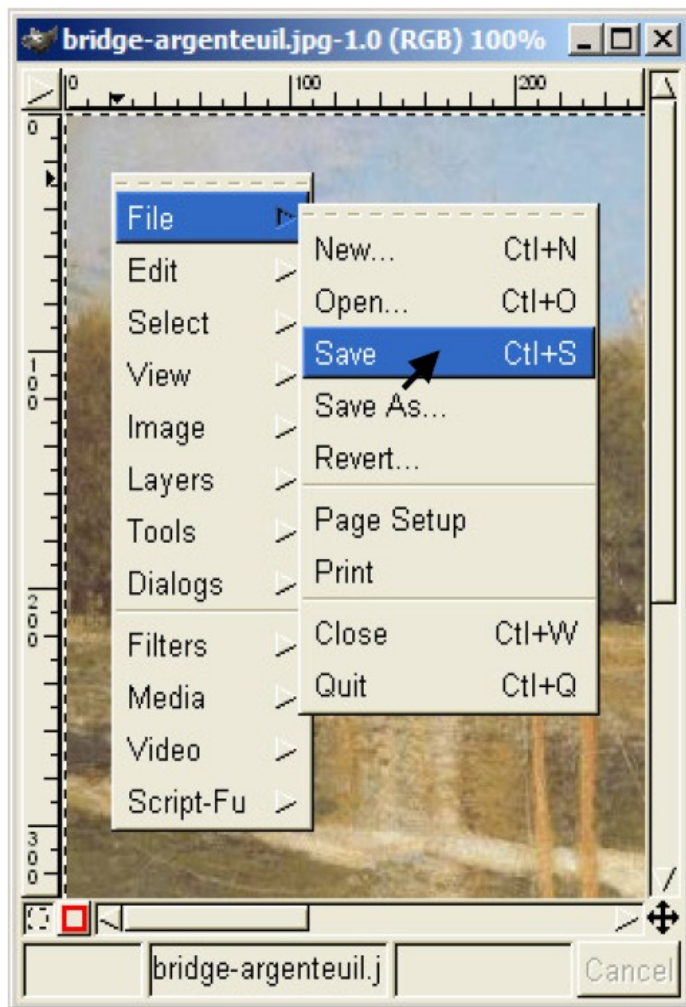 bridge-argenteuil.jpg-1.0 (RGB) 100%
0 100 200
0
100
200
300
File
Edit
Select
View
Image
Layers
Tools
Dialogs
Filters
Media
Video
Script-Fu
New... Ctl+N
Open... Ctl+O
Save Ctl+S
Save As...
Revert...
Page Setup
Print
Close Ctl+W
Quit Ctl+Q
bridge-argenteuil.j Cancel